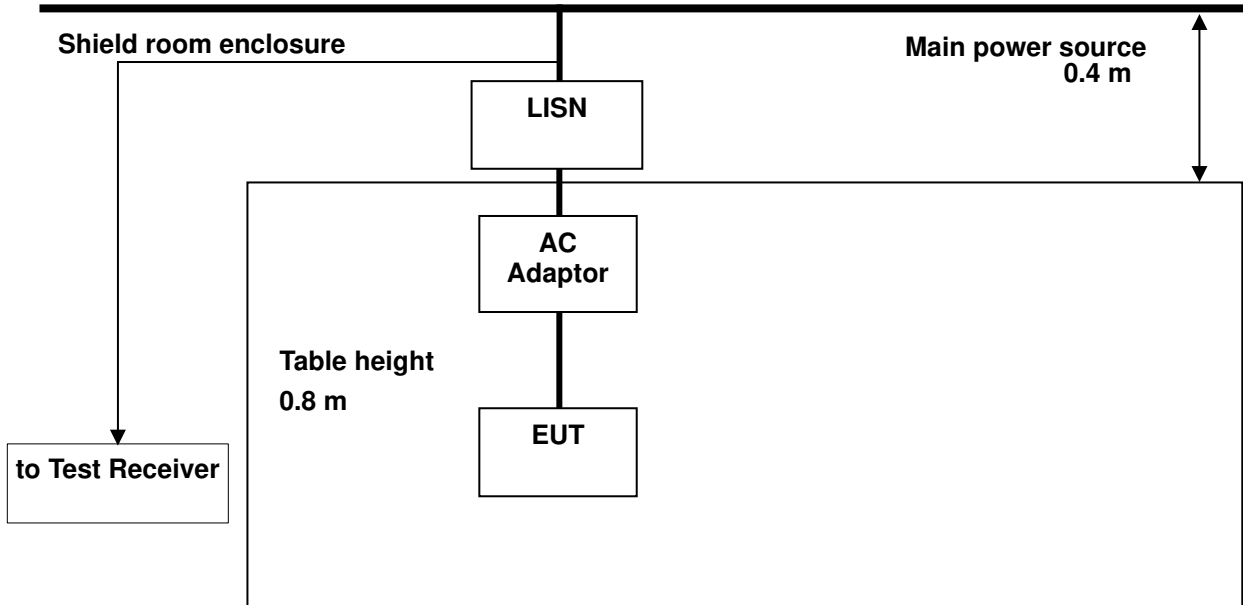 Shield room enclosure
Main power source
0.4 m
LISN
AC
Adaptor
Table height
0.8 m
EUT
to Test Receiver